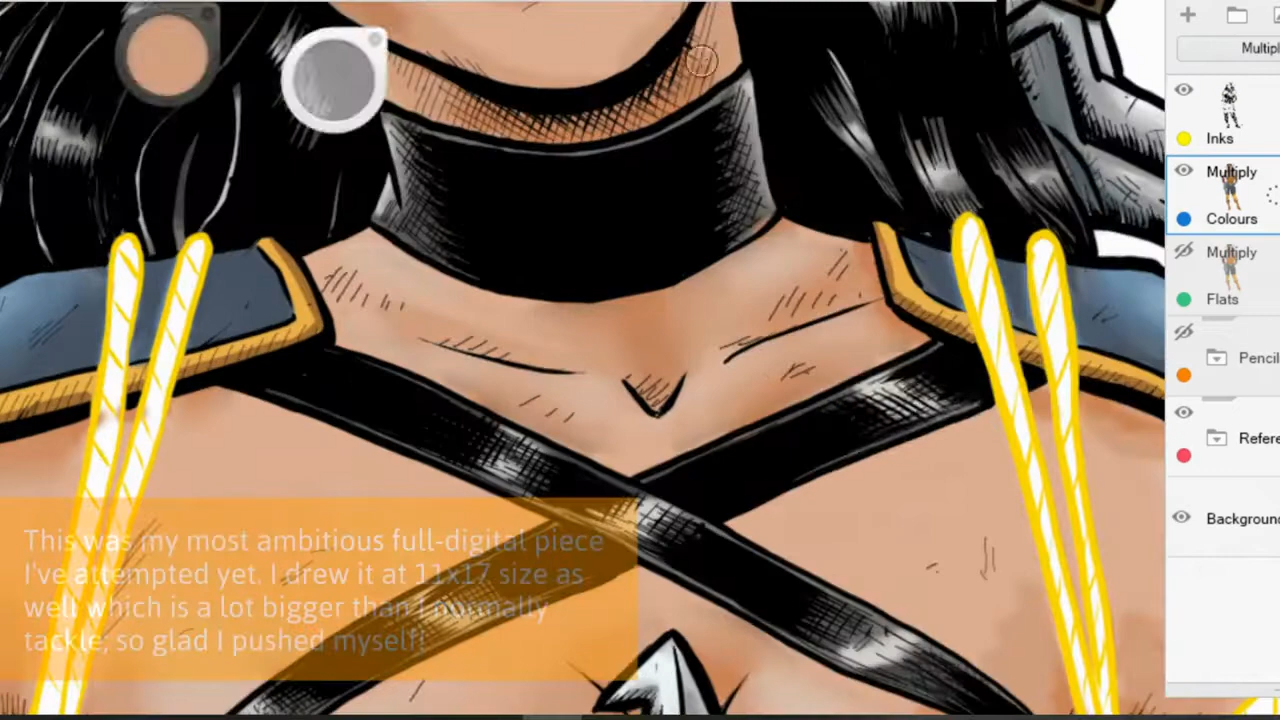 Multipl
Inks
Multiply
Colours
Multiply
Flats
Pencil
Refere
Backgroun
This was my most ambitious full-digital piece
I've attempted yet. I drew it at 11x17 size as
well which is a lot bigger than I normally
tackle; so glad I pushed myself!